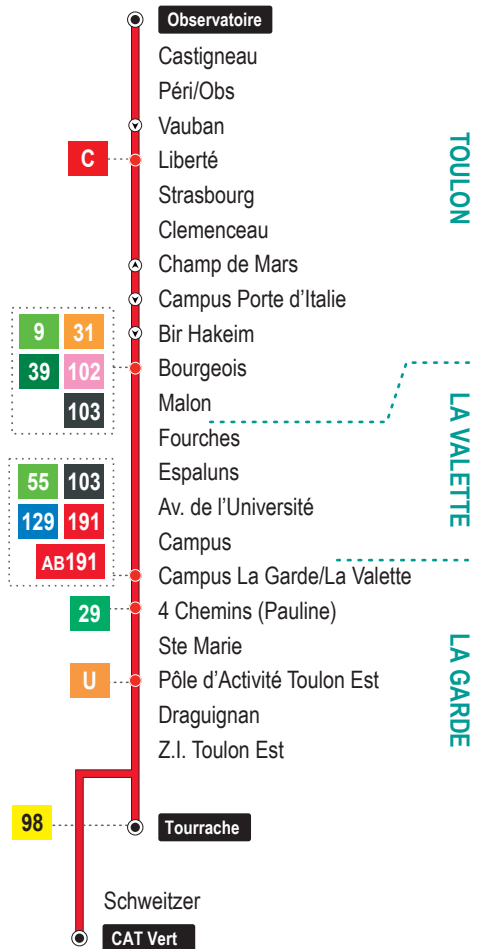 Observatoire
Castigneau
Péri/Obs
Vauban
C
Liberté
Strasbourg
Clemenceau
Champ de Mars
Campus Porte d'Italie
Bir Hakeim
9 31
39 102
103
Bourgeois
Malon
Fourches
Espaluns
Av. de l'Université
Campus
55 103
129 191
AB191
Campus La Garde/La Valette
29
4 Chemins (Pauline)
Ste Marie
U
Pôle d'Activité Toulon Est
Draguignan
Z.I. Toulon Est
98
Tourrache
Schweitzer
CAT Vert
TOULON
LA VALETTE
LA GARDE